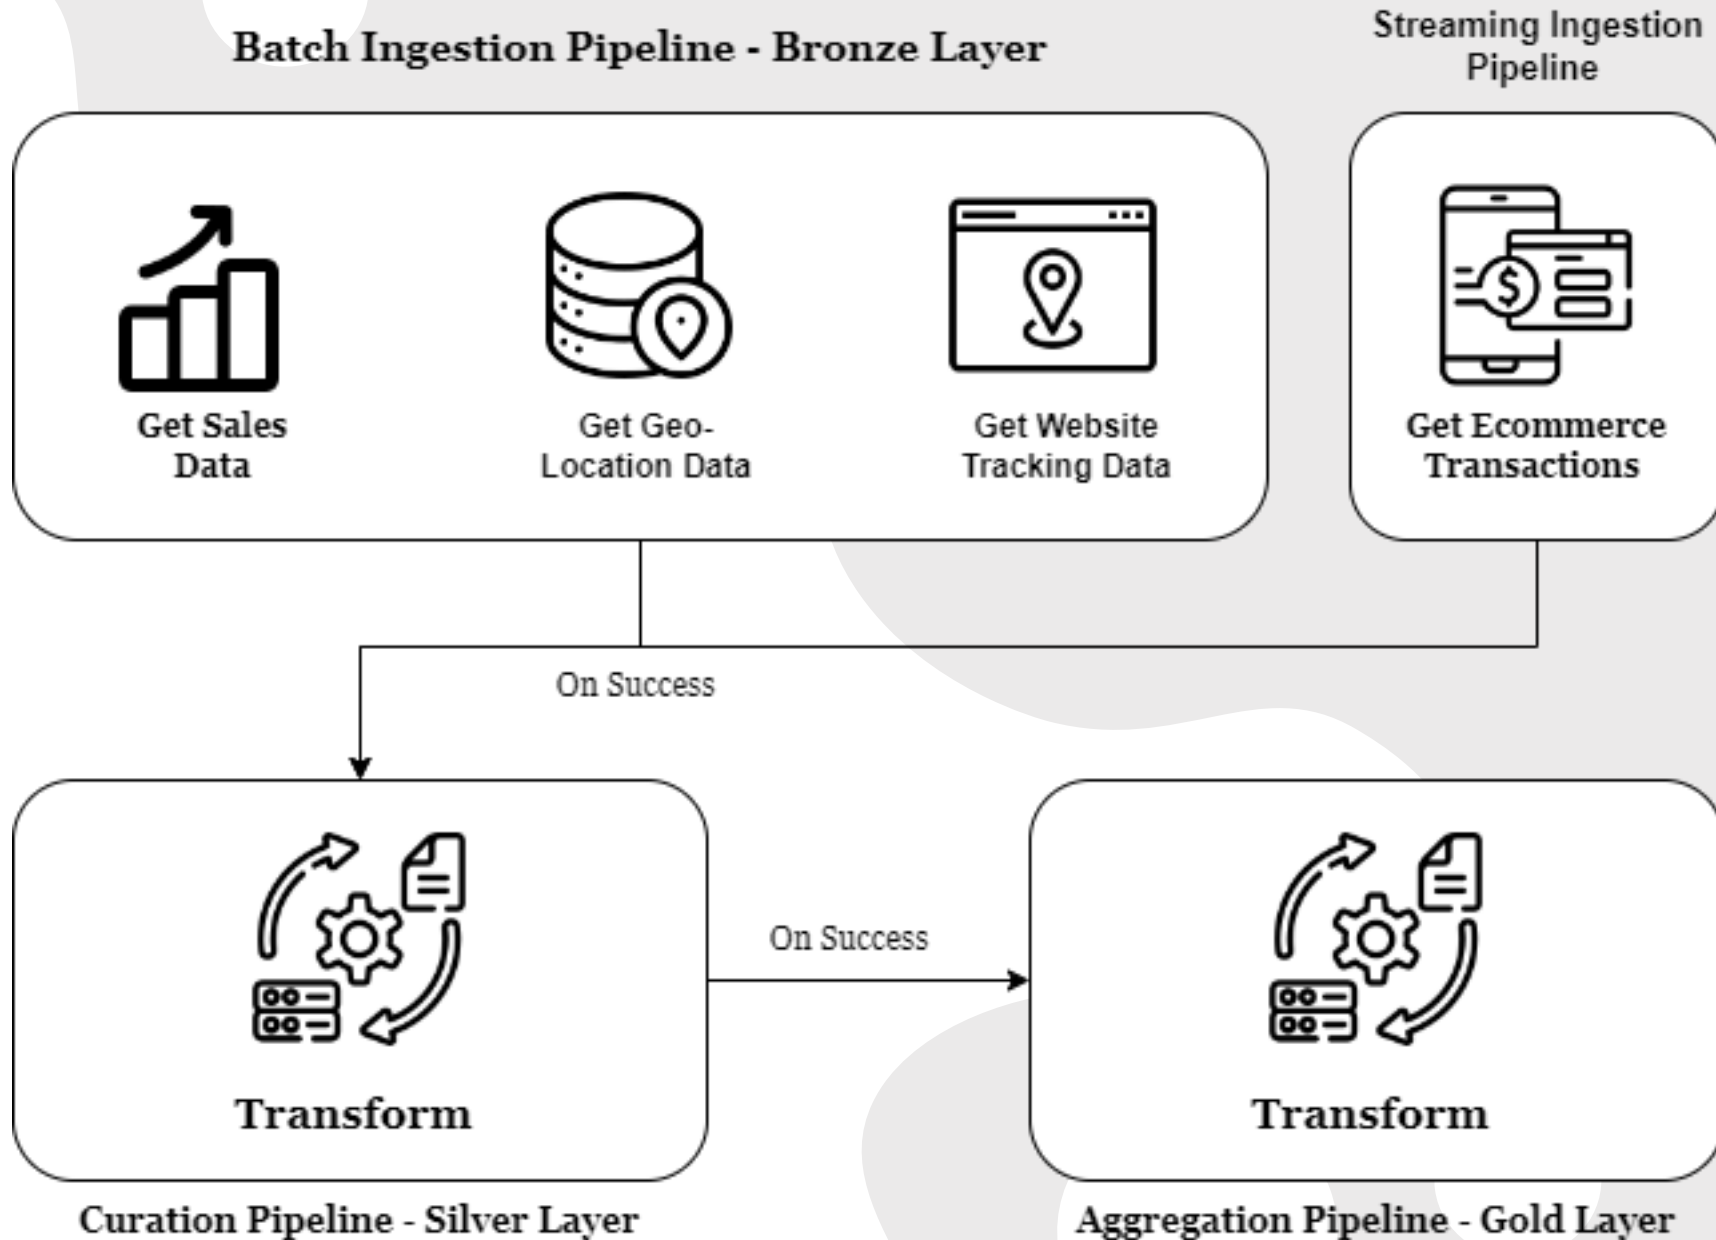 Batch Ingestion Pipeline - Bronze Layer
Streaming Ingestion
Pipeline
Get Sales
Data
Get Geo-
Location Data
Get Website
Tracking Data
Get Ecommerce
Transactions
On Success
Transform
On Success
Transform
Curation Pipeline - Silver Layer
Aggregation Pipeline - Gold Layer